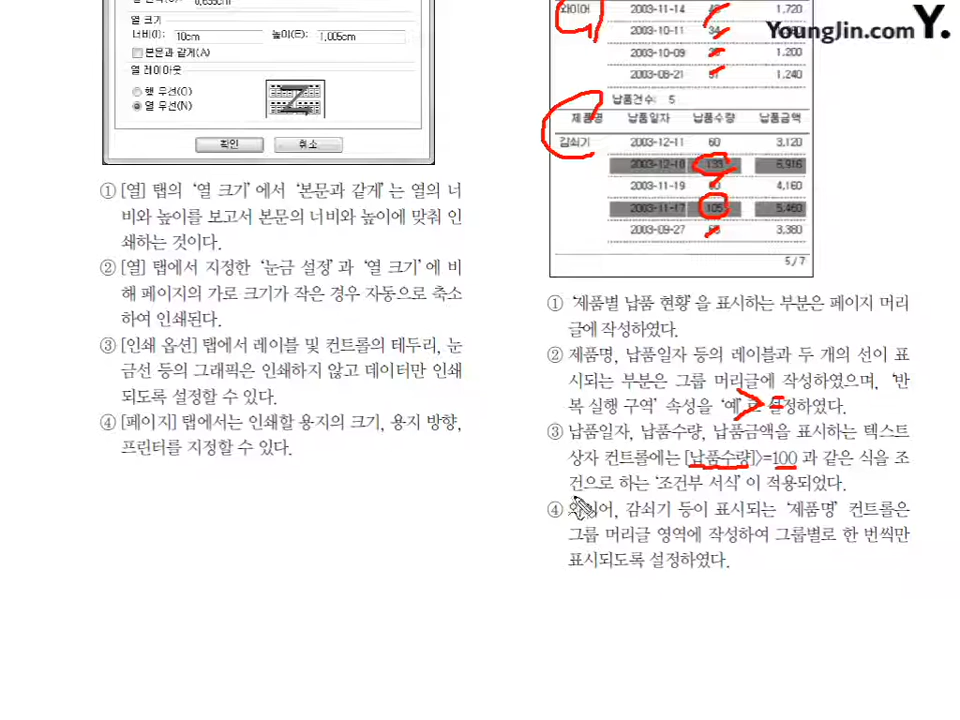 열 크기
너비(I): 10cm 높이(E): 1,005cm
본문과 같게(A)
열 레이아웃
행 우선(O)
열 우선(N)
확인 취소
① [열] 탭의 '열 크기'에서 '본문과 같게'는 열의 너
비와 높이를 보고서 본문의 너비와 높이에 맞춰 인
쇄하는 것이다.
② [열] 탭에서 지정한 '눈금 설정'과 '열 크기'에 비
해 페이지의 가로 크기가 작은 경우 자동으로 축소
하여 인쇄된다.
③ [인쇄 옵션] 탭에서 레이블 및 컨트롤의 테두리, 눈
금선 등의 그래픽은 인쇄하지 않고 데이터만 인쇄
되도록 설정할 수 있다.
④ [페이지] 탭에서는 인쇄할 용지의 크기, 용지 방향,
프린터를 지정할 수 있다.
와이어 2003-11-14 1,720
YoungJin.com Y.
2003-10-11 34
2003-10-09 1,200
2003-08-21 1,240
납품건수: 5
제품명 납품일자 납품수량 납품금액
감쇠기 2003-12-11 60 3,120
2003-12-10 133 6,916
2003-11-19 4,160
2003-11-17 105 5,460
2003-09-27 3,380
5/7
① '제품별 납품 현황'을 표시하는 부분은 페이지 머리
글에 작성하였다.
② 제품명, 납품일자 등의 레이블과 두 개의 선이 표
시되는 부분은 그룹 머리글에 작성하였으며, '반
복 실행 구역' 속성을 '예' 설정하였다.
> =
③ 납품일자, 납품수량, 납품금액을 표시하는 텍스트
상자 컨트롤에는 [납품수량]>=100 과 같은 식을 조
건으로 하는 '조건부 서식'이 적용되었다.
④ 감쇠기 등이 표시되는 '제품명' 컨트롤은
그룹 머리글 영역에 작성하여 그룹별로 한 번씩만
표시되도록 설정하였다.